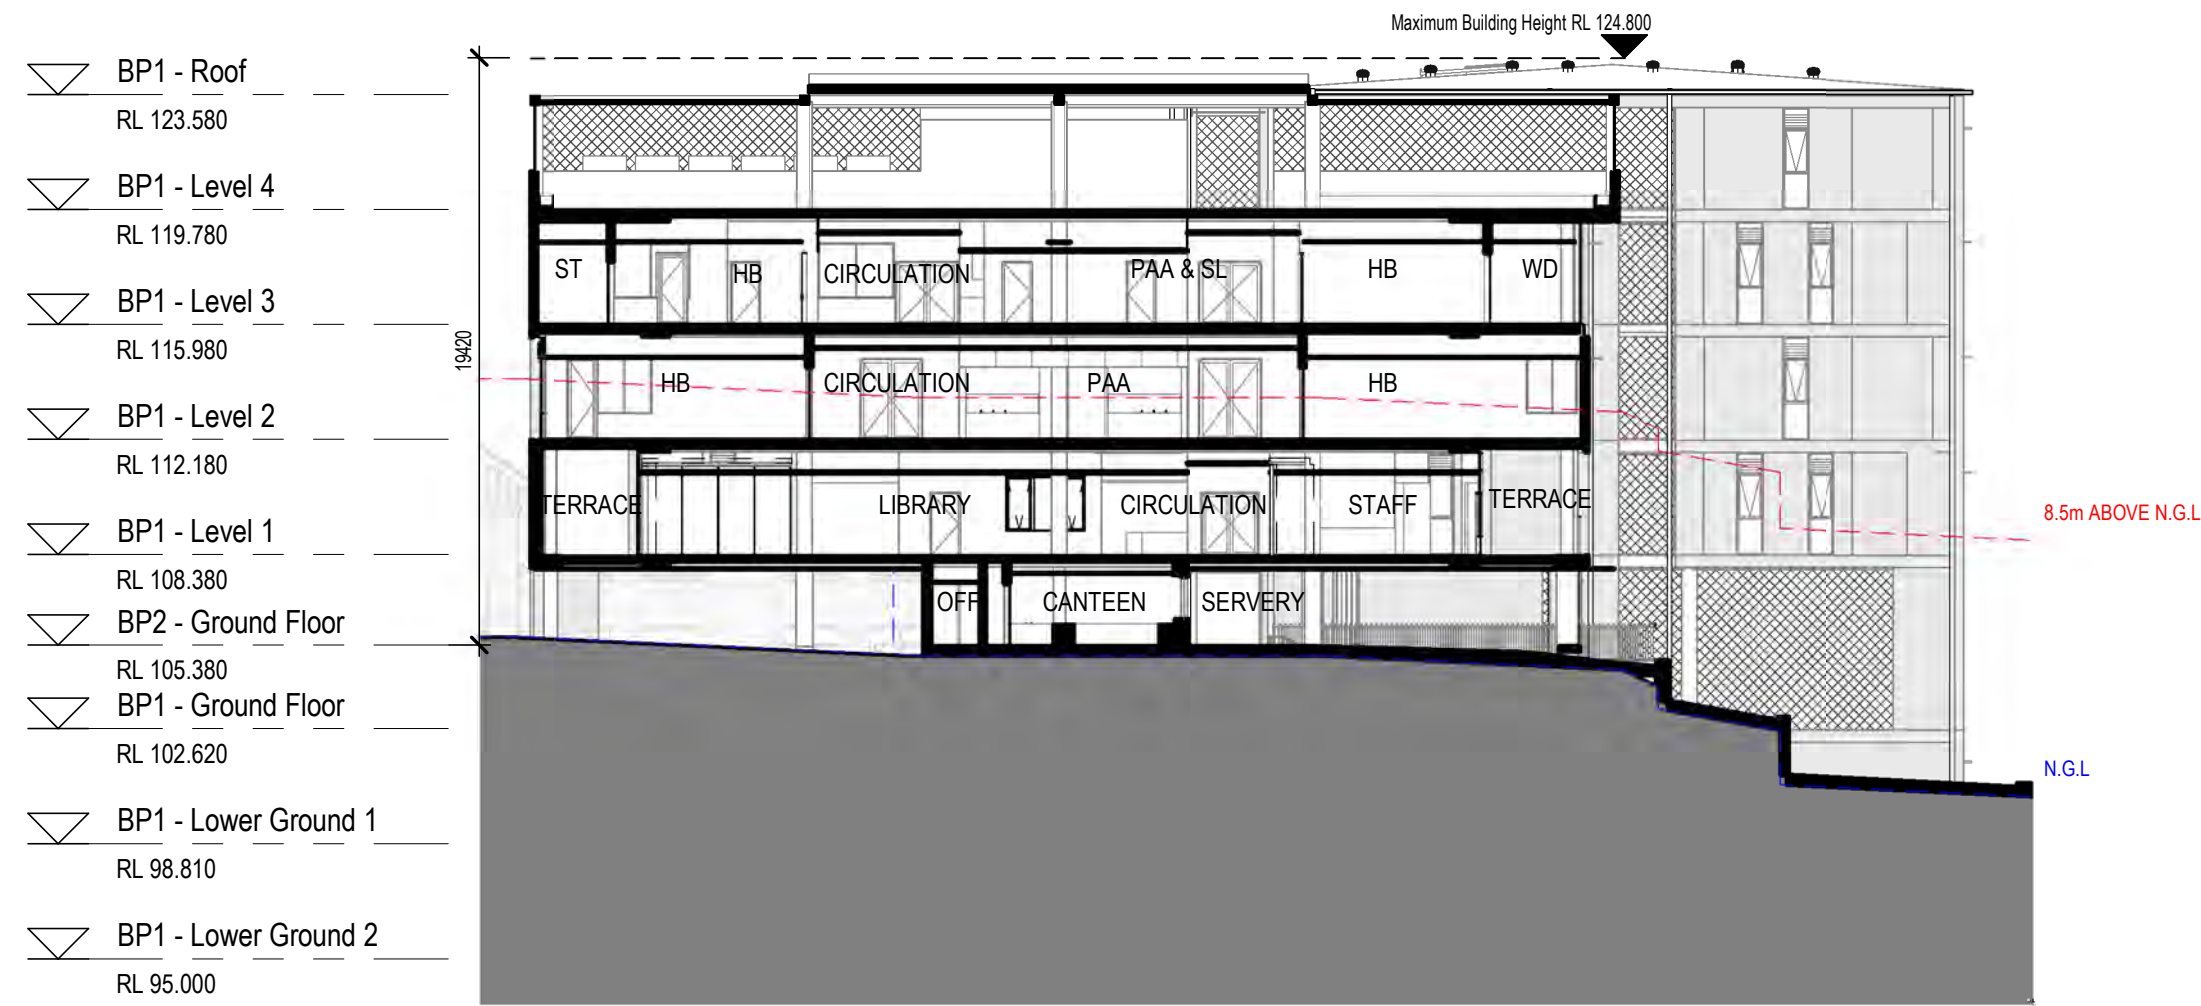 Maximum Building Height RL 124.800
BP1 - Roof
RL 123.580
BP1 - Level 4
RL 119.780
BP1 - Level 3
RL 115.980
BP1 - Level 2
RL 112.180
BP1 - Level 1
RL 108.380
BP2 - Ground Floor
RL 105.380
BP1 - Ground Floor
RL 102.620
BP1 - Lower Ground 1
RL 98.810
BP1 - Lower Ground 2
RL 95.000
19420
ST HB CIRCULATION PAA & SL HB WD
HB CIRCULATION PAA HB
TERRACE LIBRARY CIRCULATION STAFF TERRACE
OFF CANTEEN SERVERY
8.5m ABOVE N.G.L
N.G.L